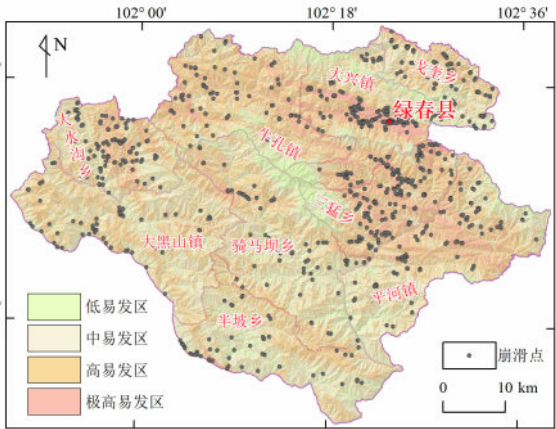 102° 00'
102° 18'
102° 36'
N
大兴镇
戈奎乡
绿春县
大水沟乡
牛孔镇
三猛乡
大黑山镇
骑马坝乡
平河镇
半坡乡
低易发区
中易发区
高易发区
极高易发区
崩滑点
0
10 km